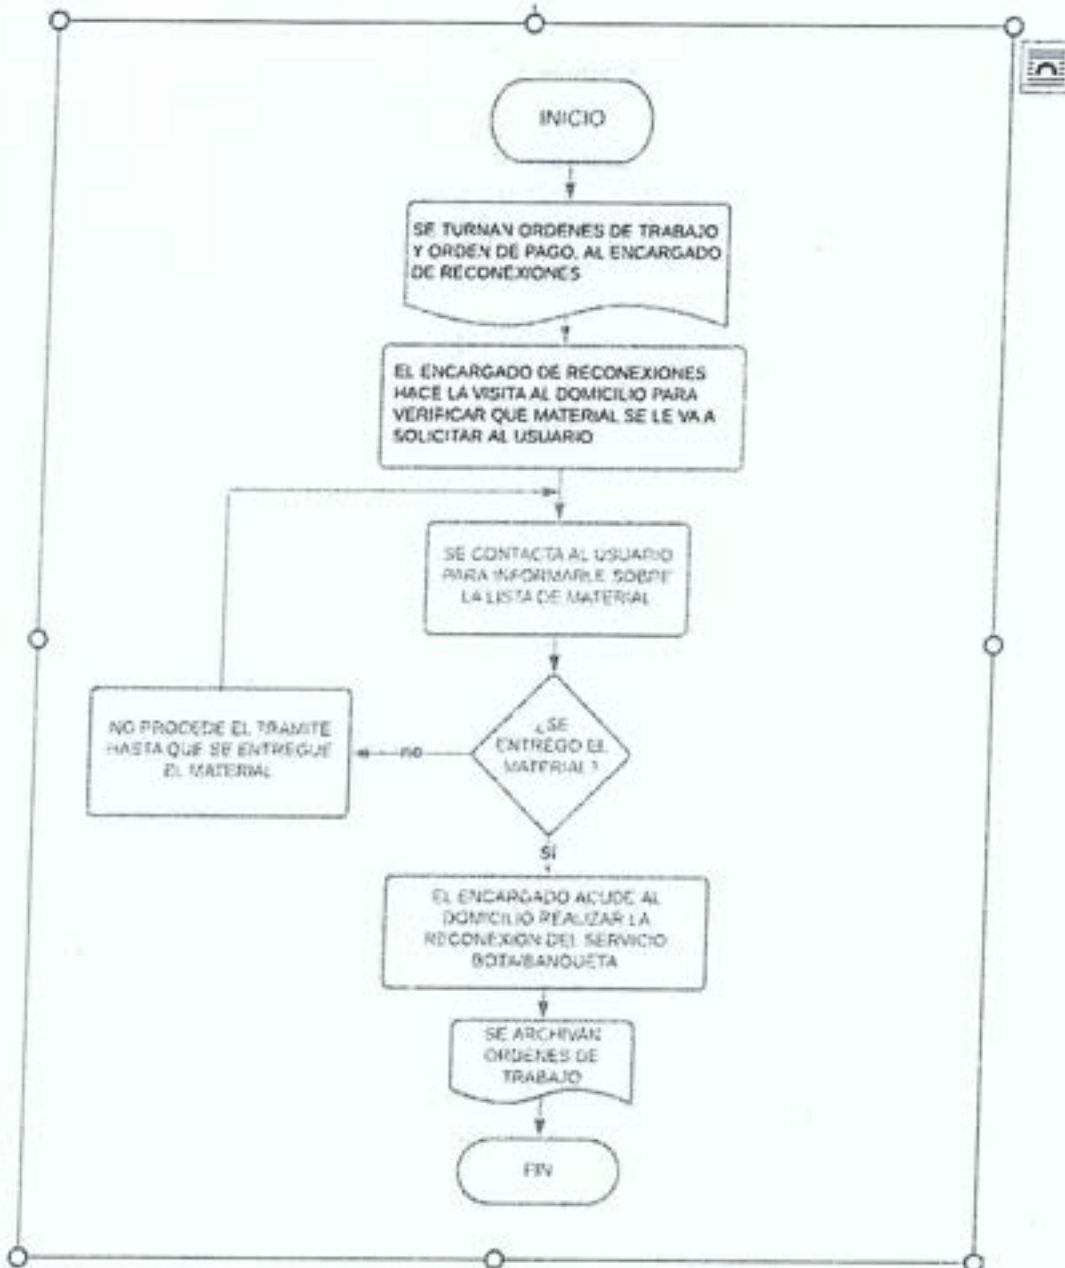 INICIO
SE TURNAN ORDENES DE TRABAJO
Y ORDEN DE PAGO, AL ENCARGADO
DE RECONEXIONES
EL ENCARGADO DE RECONEXIONES
HACE LA VISITA AL DOMICILIO PARA
VERIFICAR QUE MATERIAL SE LE VA A
SOLICITAR AL USUARIO
SE CONTACTA AL USUARIO
PARA INFORMARLE SOBRE
LA LISTA DE MATERIAL
¿SE
ENTREGO EL
MATERIAL?
no
NO PROCEDE EL TRAMITE
HASTA QUE SE ENTREGUE
EL MATERIAL
Sí
EL ENCARGADO ACUDE AL
DOMICILIO REALIZAR LA
RECONEXION DEL SERVICIO
BOTA/BANQUETA
SE ARCHIVAN
ORDENES DE
TRABAJO
FIN